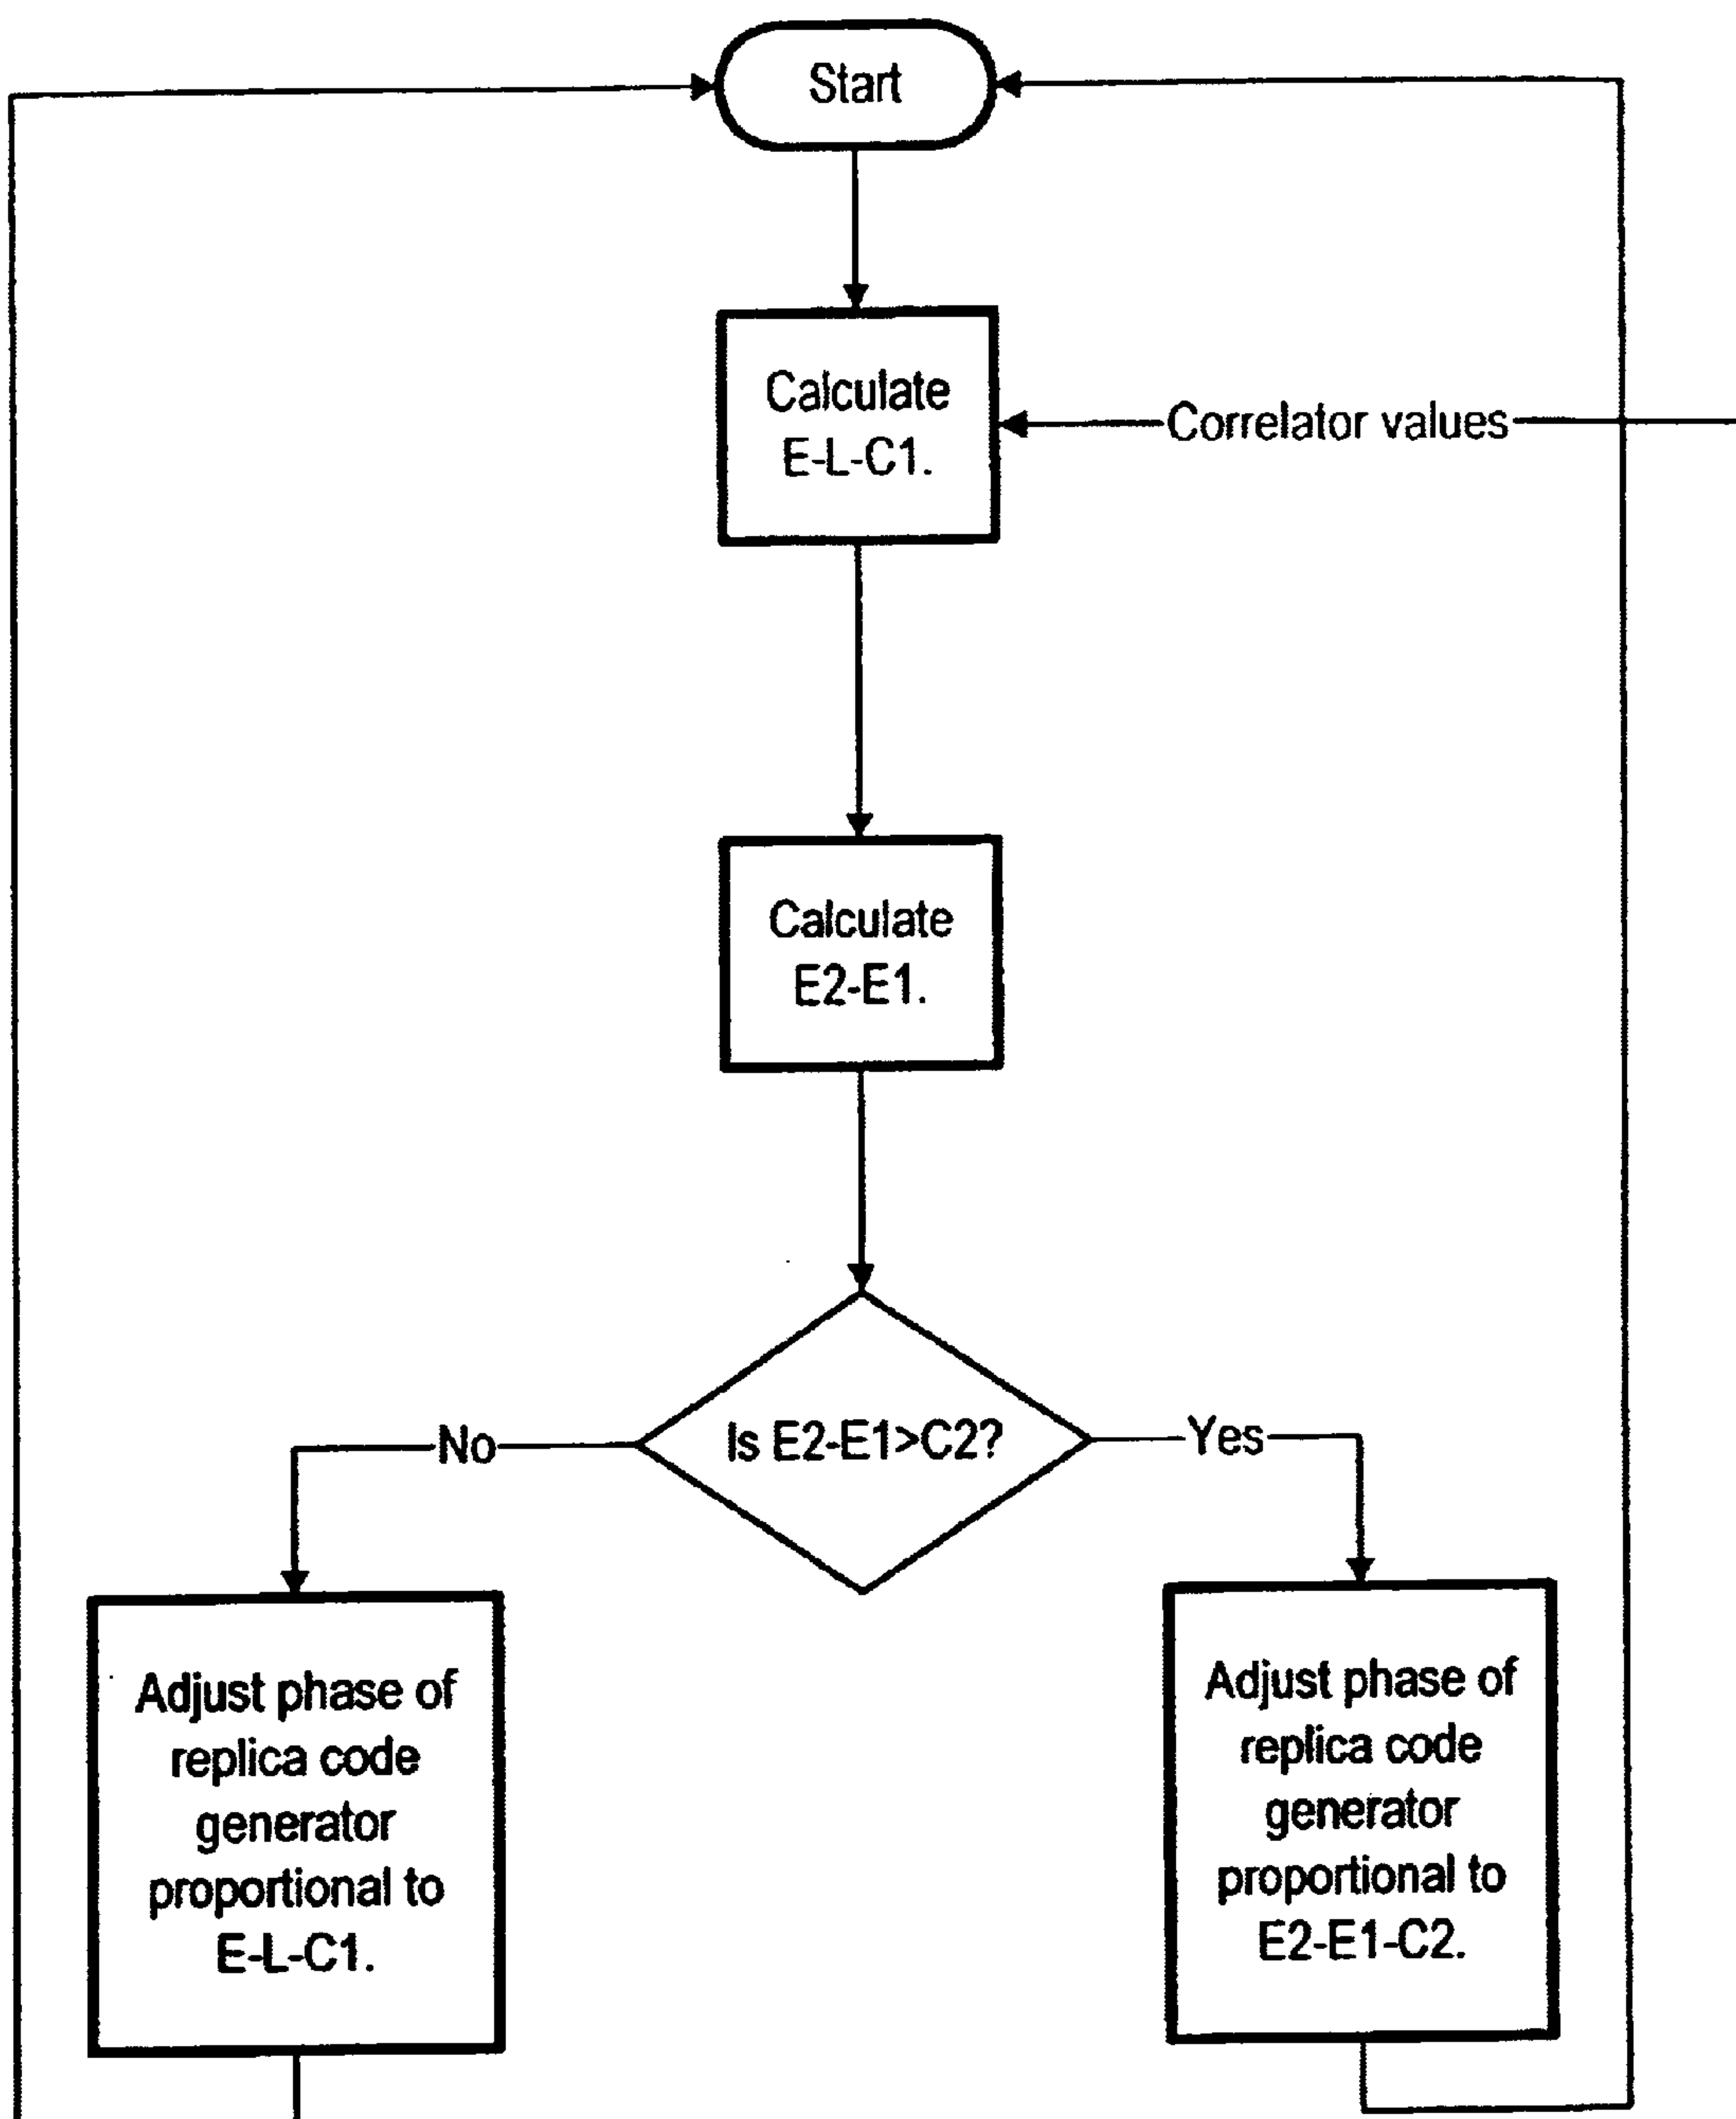 Start
Calculate
E-L-C1.
Correlator values
Calculate
E2-E1.
Is E2-E1>C2?
No
Yes
Adjust phase of
replica code
generator
proportional to
E-L-C1.
Adjust phase of
replica code
generator
proportional to
E2-E1-C2.